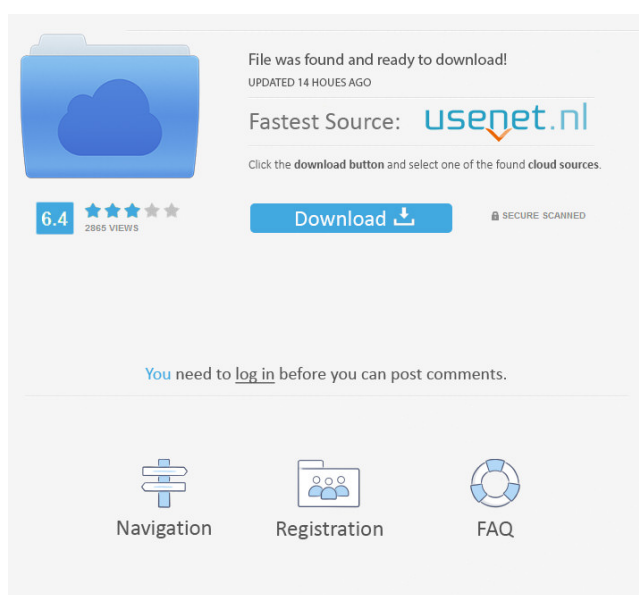 File was found and ready to download!
UPDATED 14 HOUES AGO
Fastest Source: usenet.nl
Click the download button and select one of the found cloud sources.
6.4
2865 VIEWS
Download
SECURE SCANNED
You need to log in before you can post comments.
Navigation
Registration
FAQ